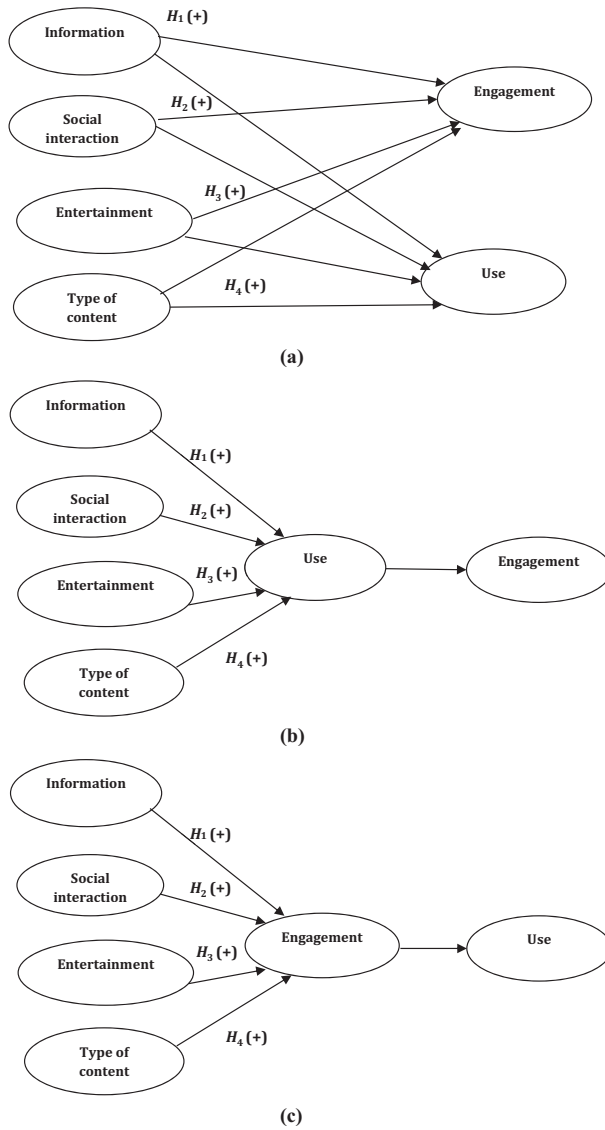 Information
H1 (+)
Engagement
Social
interaction
H2 (+)
Entertainment
H3 (+)
Type of
content
H4 (+)
Use
(a)
Information
H1 (+)
Social
interaction
H2 (+)
Use
Engagement
Entertainment
H3 (+)
Type of
content
H4 (+)
(b)
Information
H1 (+)
Social
interaction
H2 (+)
Engagement
Use
Entertainment
H3 (+)
Type of
content
H4 (+)
(c)